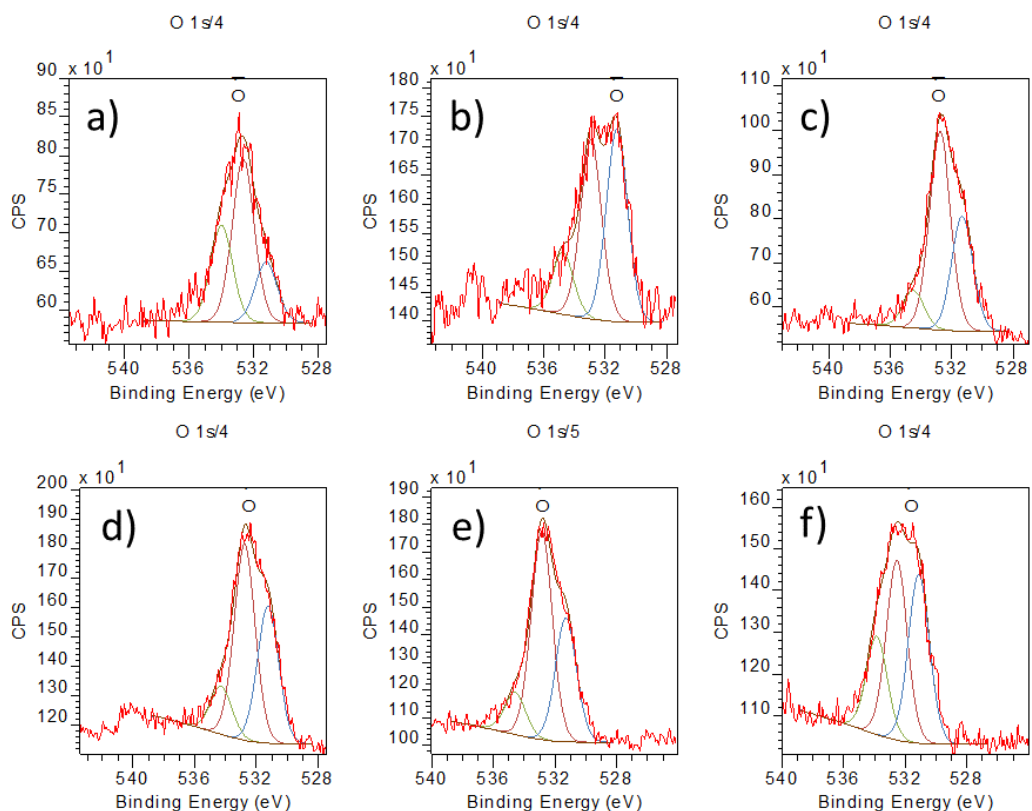 O 1s/4
90 x 10 1
O
a)
85
80
75
70
65
60
CPS
540 536 532 528
Binding Energy (eV)
O 1s/4
180 x 10 1
O
b)
175
170
165
160
155
150
145
140
CPS
540 536 532 528
Binding Energy (eV)
O 1s/4
110 x 10 1
O
c)
100
90
80
70
60
CPS
540 536 532 528
Binding Energy (eV)
O 1s/4
200 x 10 1
O
d)
190
180
170
160
150
140
130
120
CPS
540 536 532 528
Binding Energy (eV)
O 1s/5
190 x 10 1
O
e)
180
170
160
150
140
130
120
110
100
CPS
540 536 532 528
Binding Energy (eV)
O 1s/4
160 x 10 1
O
f)
150
140
130
120
110
CPS
540 536 532 528
Binding Energy (eV)